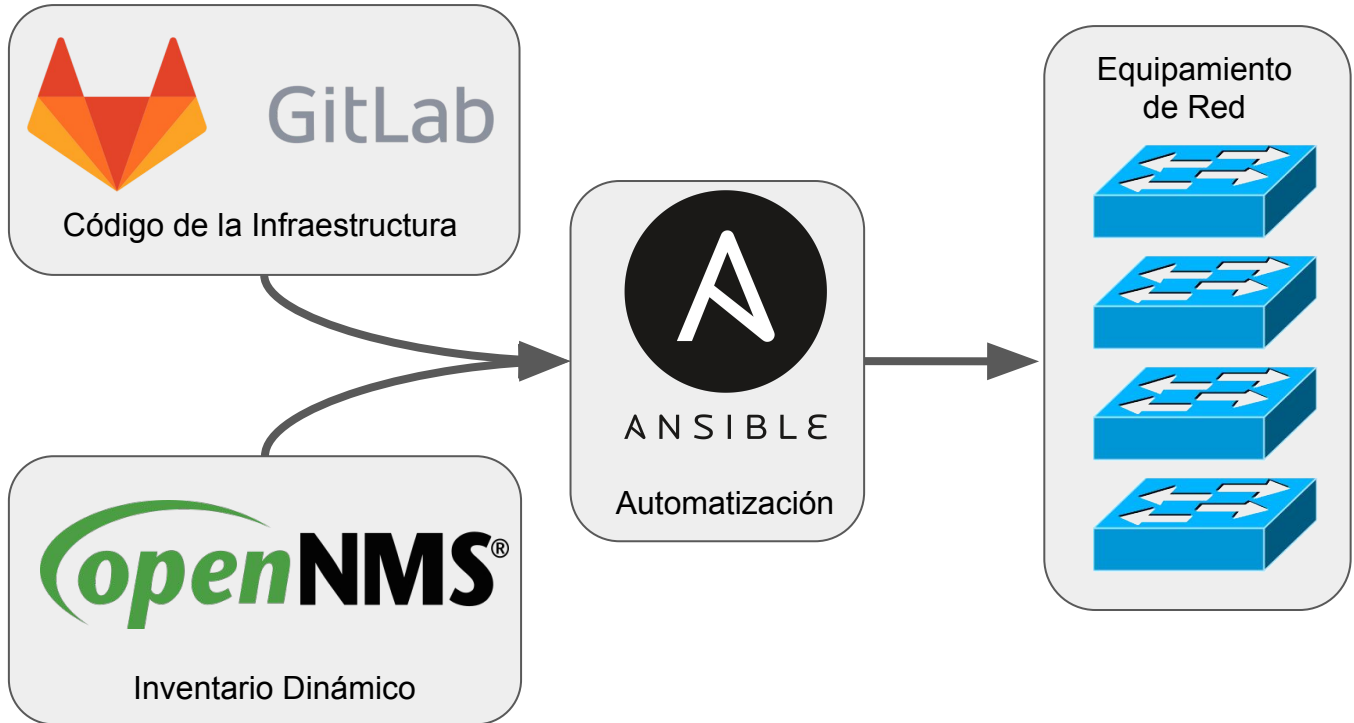 GitLab
Código de la Infraestructura
openNMS®
Inventario Dinámico
ANSIBLE
Automatización
Equipamiento
de Red